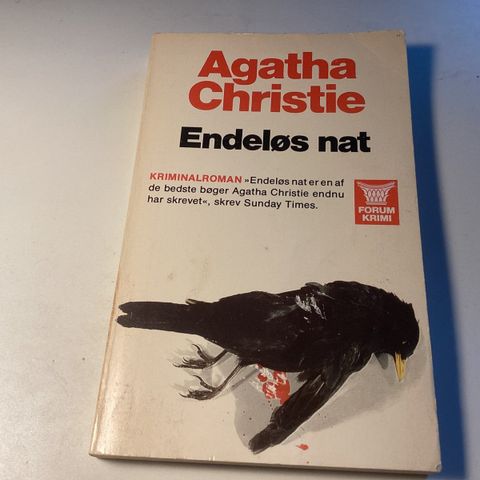 Agatha
Christie
Endeløs nat
KRIMINALROMAN »Endeløs nat er en af
de bedste bøger Agatha Christie endnu
har skrevet«, skrev Sunday Times.
FORUM
KRIMI